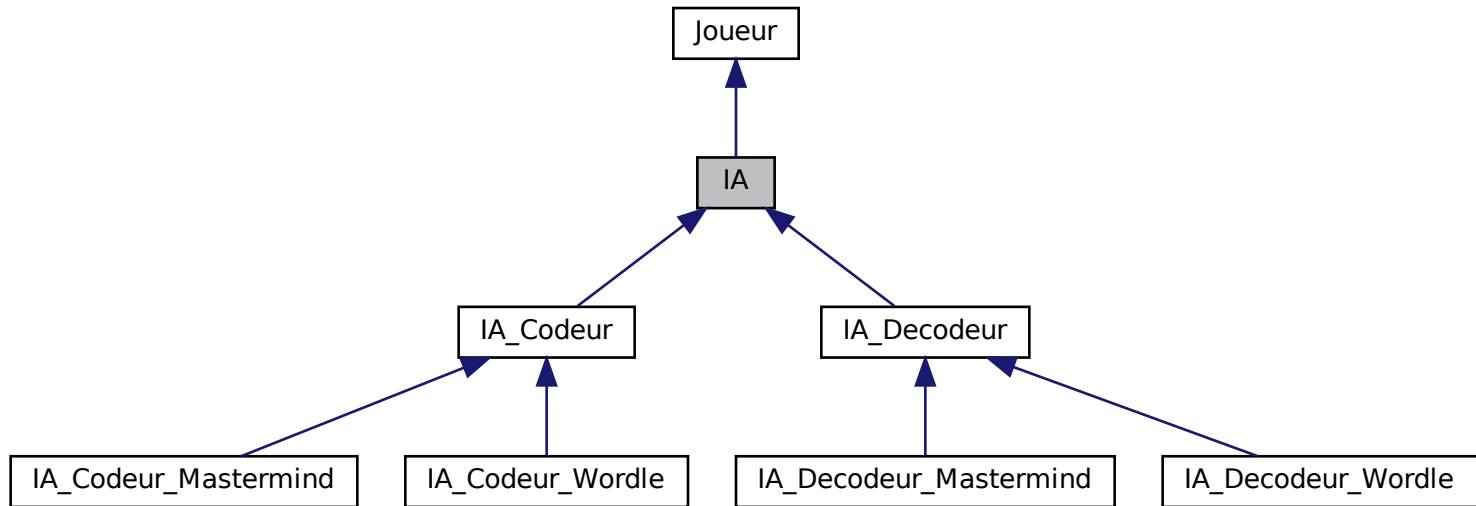 Joueur
IA
IA_Codeur
IA_Decodeur
IA_Codeur_Mastermind
IA_Codeur_Wordle
IA_Decodeur_Mastermind
IA_Decodeur_Wordle